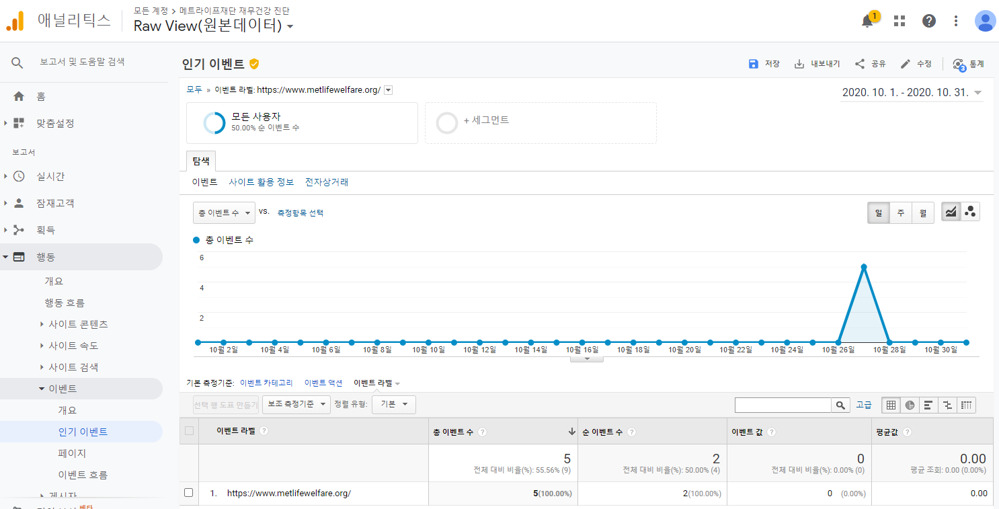 애널리틱스
모든 계정 > 메트라이프재단 재무건강 진단
Raw View(원본데이터)
1
보고서 및 도움말 검색
홈
맞춤설정
보고서
실시간
잠재고객
획득
행동
개요
행동 흐름
사이트 콘텐츠
사이트 속도
사이트 검색
이벤트
개요
인기 이벤트
페이지
이벤트 흐름
게시자
베타
인기 이벤트
저장 내보내기 공유 수정 3 통계
모두 » 이벤트 라벨: https://www.metlifewelfare.org/
2020. 10. 1. - 2020. 10. 31.
모든 사용자
50.00% 순 이벤트 수
+ 세그먼트
탐색
이벤트 사이트 활용 정보 전자상거래
총 이벤트 수 vs. 측정항목 선택
일 주 월
총 이벤트 수
6
4
2
10월 2일 10월 4일 10월 6일 10월 8일 10월 10일 10월 12일 10월 14일 10월 16일 10월 18일 10월 20일 10월 22일 10월 24일 10월 26일 10월 28일 10월 30일
기본 측정기준: 이벤트 카테고리 이벤트 액션 이벤트 라벨
선택 행 도표 만들기 보조 측정기준 정렬 유형: 기본 고급
이벤트 라벨 ? 총 이벤트 수 ? 순 이벤트 수 ? 이벤트 값 ? 평균값 ?
5 2 0 0.00
전체 대비 비율(%): 55.56% (9) 전체 대비 비율(%): 50.00% (4) 전체 대비 비율(%): 0.00% (0) 평균 조회: 0.00 (0.00%)
1. https://www.metlifewelfare.org/ 5(100.00%) 2(100.00%) 0 (0.00%) 0.00